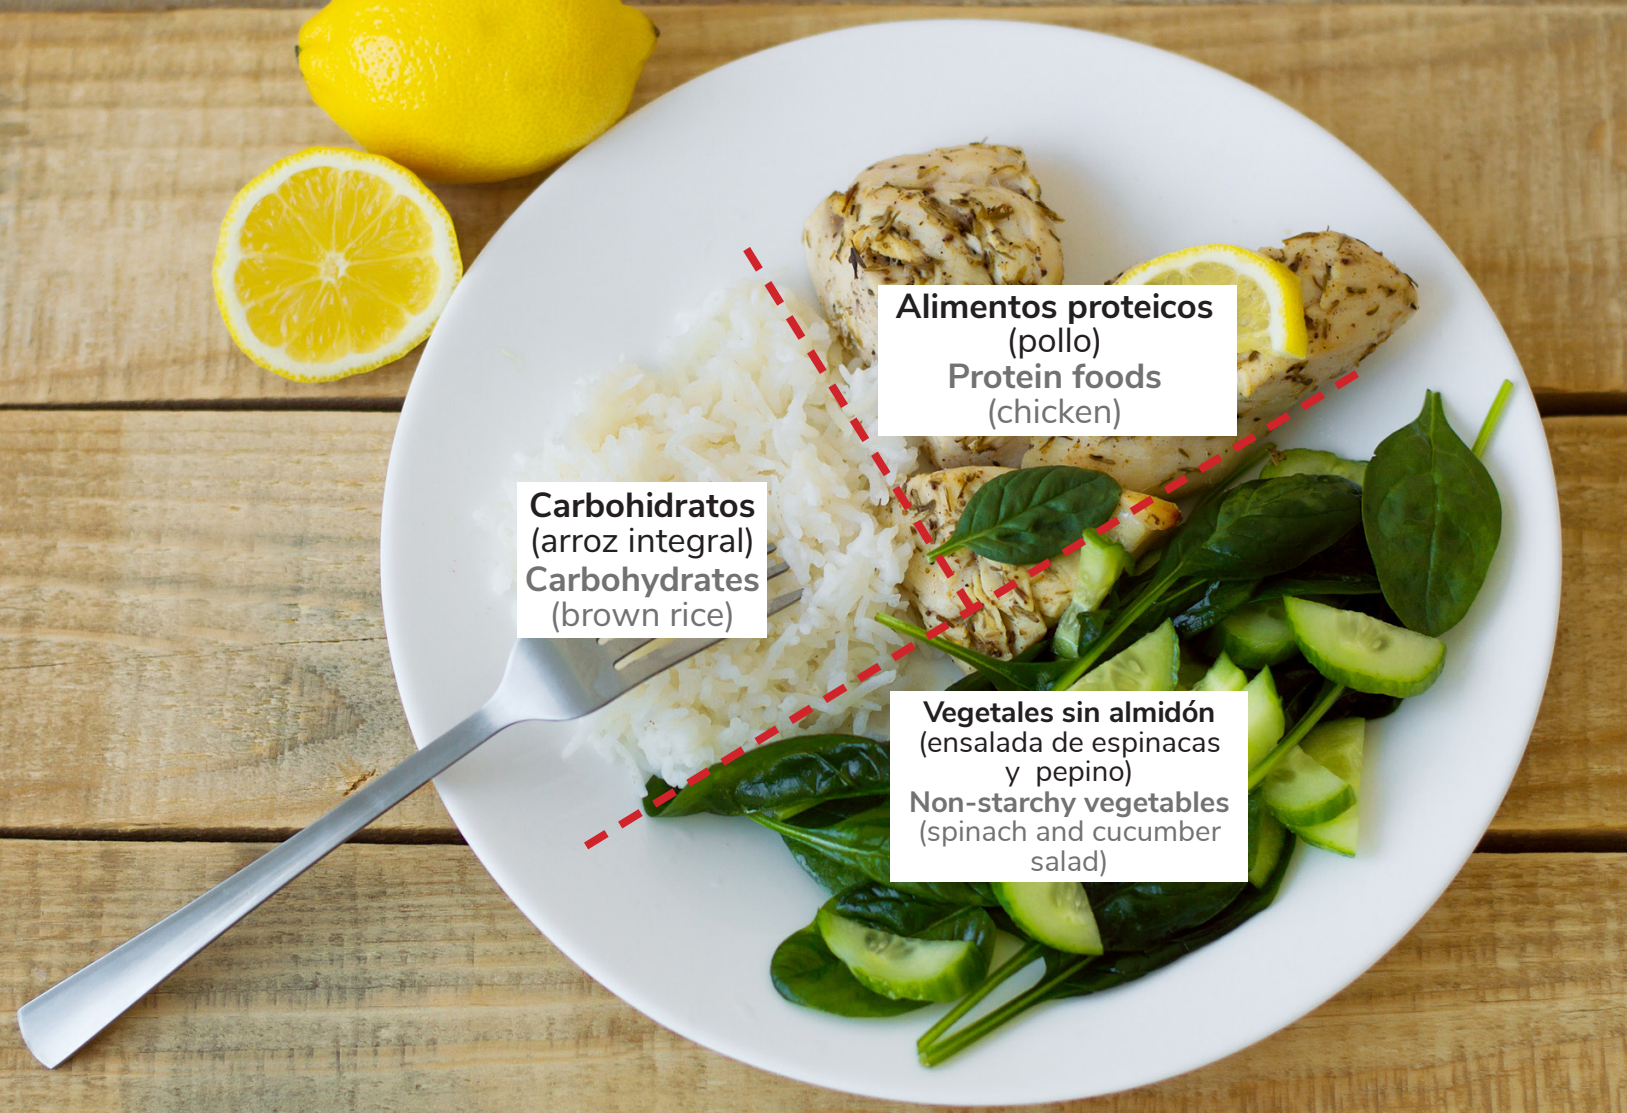 Alimentos proteicos
(pollo)
Protein foods
(chicken)
Carbohidratos
(arroz integral)
Carbohydrates
(brown rice)
Vegetales sin almidón
(ensalada de espinacas
y  pepino)
Non-starchy vegetables
(spinach and cucumber
salad)